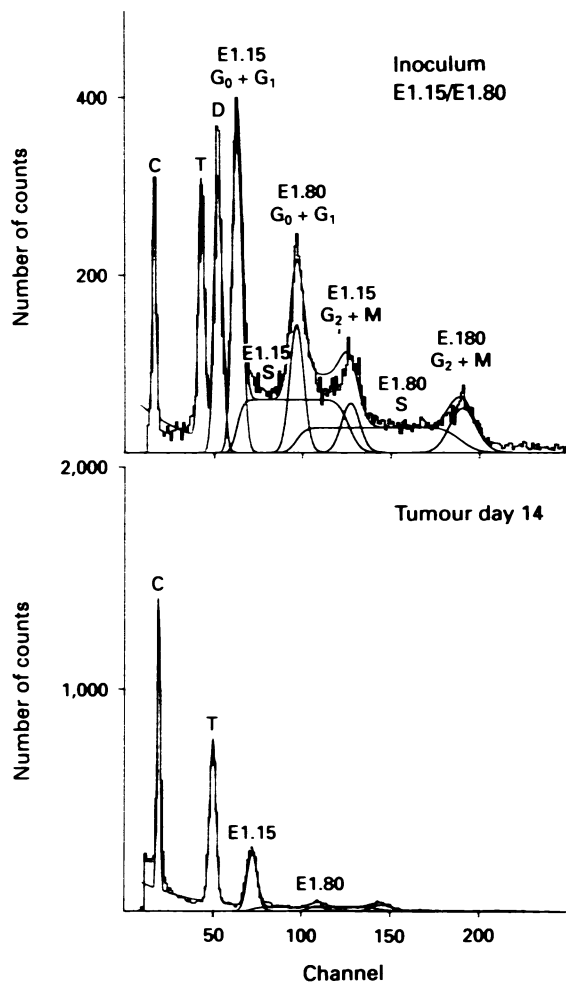 E1.15
G₀ + G₁
Inoculum
E1.15/E1.80
400
D
C
T
E1.80
G₀ + G₁
Number of counts
200
E1.15
G₂ + M
E1.15
S
E.180
G₂ + M
E1.80
S
2,000
Tumour day 14
C
Number of counts
1,000
T
E1.15
E1.80
50
100
150
200
Channel